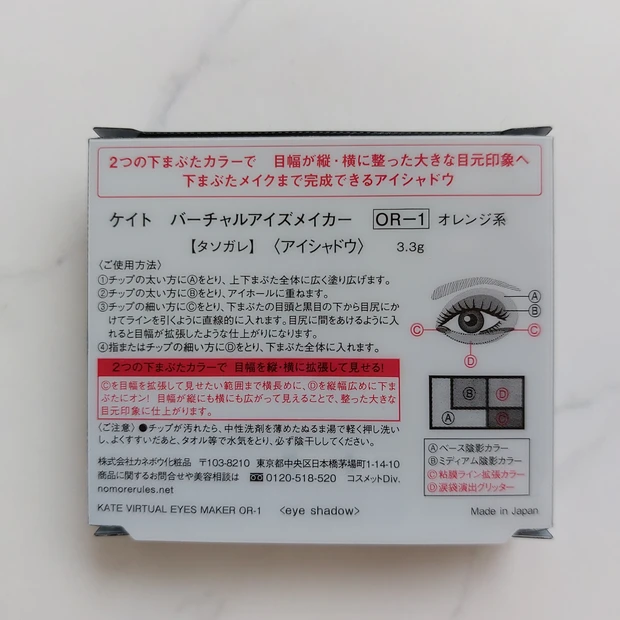 2つの下まぶたカラーで 目幅が縦・横に整った大きな目元印象へ
下まぶたメイクまで完成できるアイシャドウ
ケイト バーチャルアイズメイカー OR-1 オレンジ系
【タソガレ】〈アイシャドウ〉 3.3g
〈ご使用方法〉
①チップの太い方にⒶをとり、上下まぶた全体に広く塗り広げます。
②チップの太い方にⒷをとり、アイホールに重ねます。
③チップの細い方にⒸをとり、下まぶたの目頭と黒目の下から目尻にか
けてラインを引くように直線的に入れます。目尻に間をあけるように入
れると目幅が拡張したような仕上がりになります。
④指またはチップの細い方にⒹをとり、下まぶた全体に入れます。
Ⓐ
Ⓑ
Ⓒ
Ⓒ
Ⓓ
2つの下まぶたカラーで 目幅を縦・横に拡張して見せる!
Ⓒを目幅を拡張して見せたい範囲まで横長めに、Ⓓを縦幅広めに下ま
ぶたにオン! 目幅が縦にも横にも広がって見えることで、整った大きな
目元印象に仕上がります。
Ⓑ Ⓓ
Ⓐ Ⓒ
〈ご注意〉●チップが汚れたら、中性洗剤を薄めたぬるま湯で軽く押し洗い
し、よくすすいだあと、タオル等で水気をとり、必ず陰干してください。
Ⓐベース陰影カラー
Ⓑミディアム陰影カラー
Ⓒ粘膜ライン拡張カラー
Ⓓ涙袋演出グリッター
株式会社カネボウ化粧品 〒103-8210 東京都中央区日本橋茅場町1-14-10
商品に関するお問合せや美容相談は 0120-518-520 コスメットDiv.
nomorerules.net
KATE VIRTUAL EYES MAKER OR-1 <eye shadow> Made in Japan